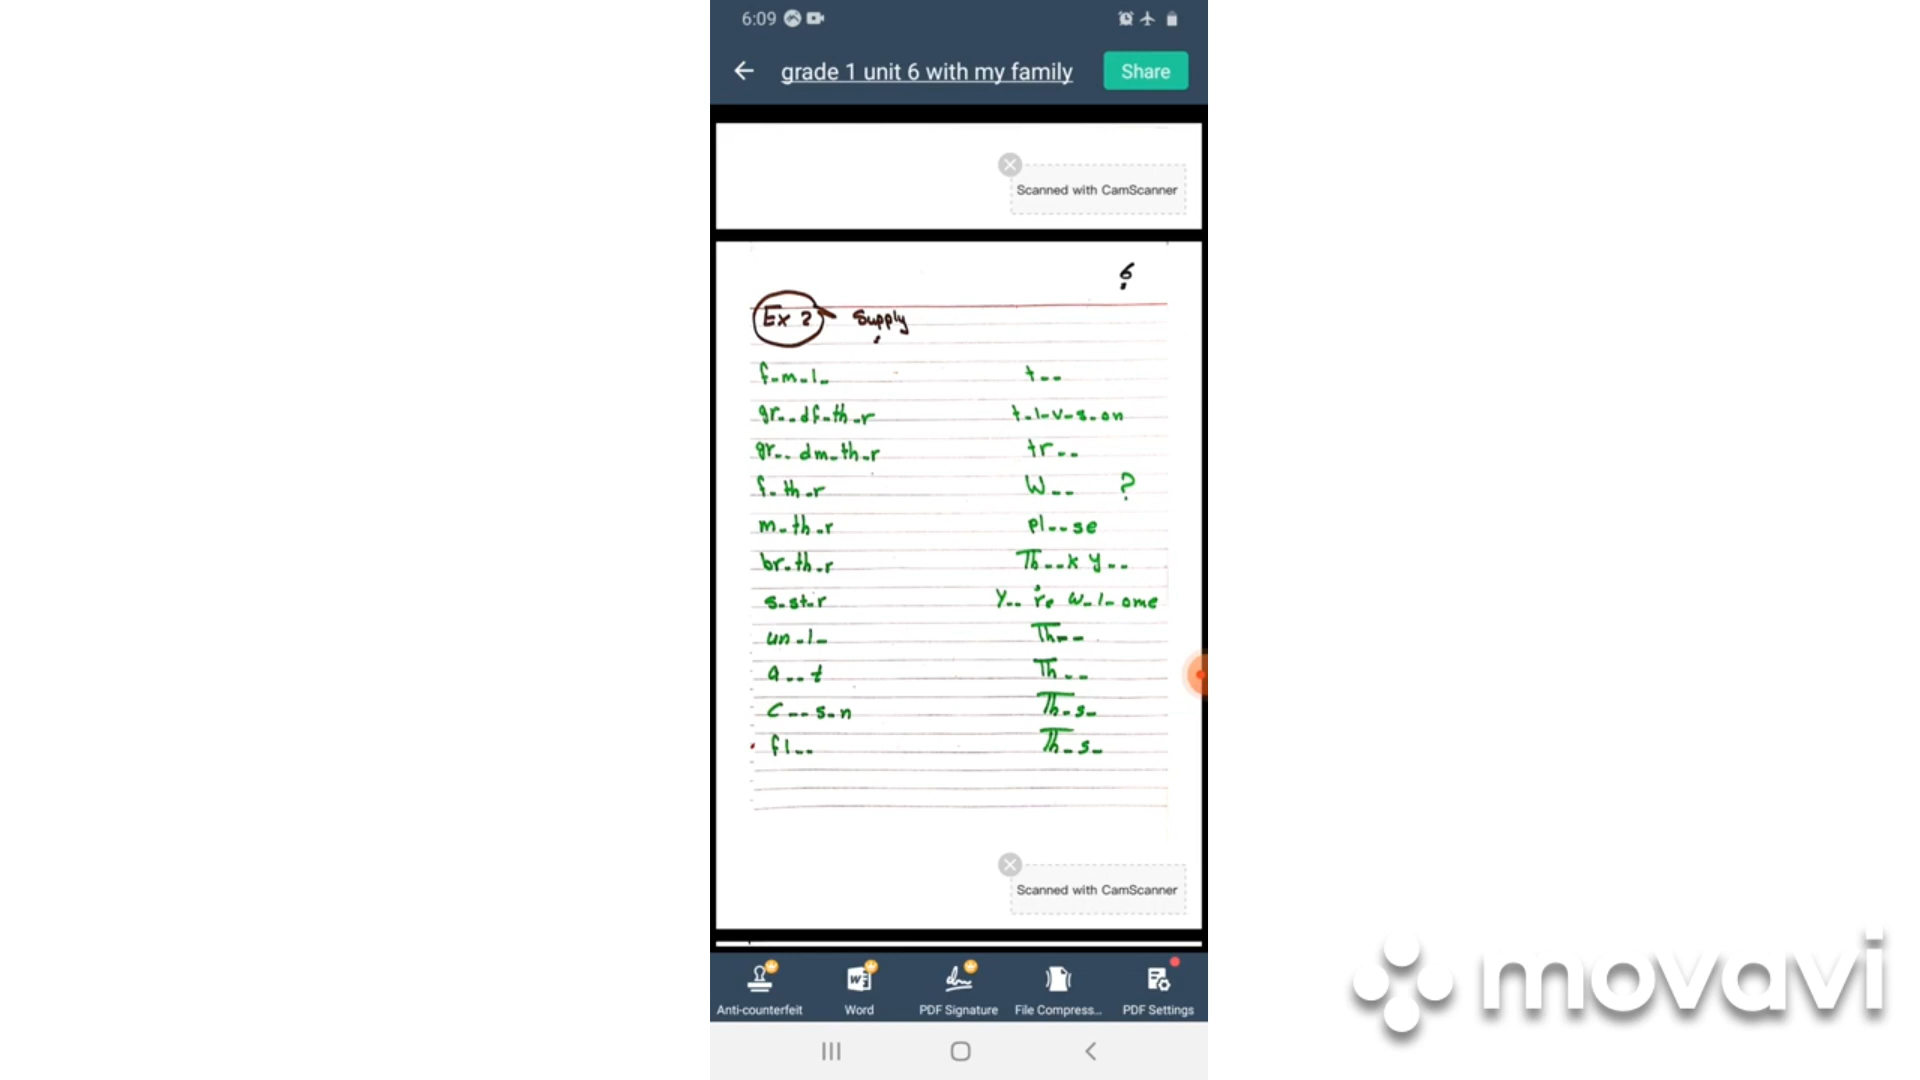 6:09
grade 1 unit 6 with my family
Share
Scanned with CamScanner
6
Ex 2 Supply
f-m-l- t--
gr--df-th-r t-l-v-s-on
gr-- dm-th-r tr--
f-th-r W-- ?
m-th-r pl--se
br-th-r Th--k y--
s-st-r Y--'re w-l-ome
un-l- Th--
a--t Th--
c--s-n Th-s-
fl-- Th-s-
Scanned with CamScanner
Anti-counterfeit Word PDF Signature File Compress... PDF Settings
movavi